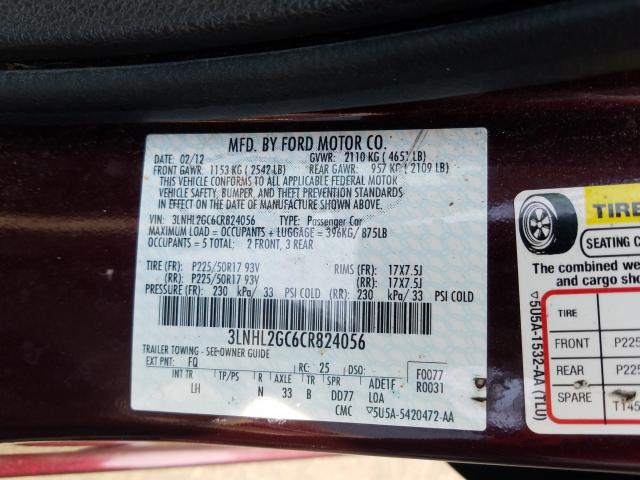 MFD. BY FORD MOTOR CO.
DATE: 02/12 GVWR: 2110 KG ( 4651 LB)
FRONT GAWR: 1153 KG ( 2542 LB) REAR GAWR: 957 KG ( 2109 LB)
THIS VEHICLE CONFORMS TO ALL APPLICABLE FEDERAL MOTOR
VEHICLE SAFETY, BUMPER, AND THEFT PREVENTION STANDARDS
IN EFFECT ON THE DATE OF MANUFACTURE SHOWN ABOVE.
VIN: 3LNHL2GC6CR824056 TYPE: Passenger Car
MAXIMUM LOAD = OCCUPANTS + LUGGAGE = 396KG/ 875LB
OCCUPANTS = 5 TOTAL: 2 FRONT, 3 REAR
TIRE (FR): P225/50R17 93V RIMS (FR): 17X7.5J
(RR): P225/50R17 93V (RR): 17X7.5J
PRESSURE (FR): 230 kPa/ 33 PSI COLD (RR): 230 kPa/ 33 PSI COLD
3LNHL2GC6CR824056
TRAILER TOWING - SEE OWNER GUIDE
EXT PNT: FQ RC: 25 DSO: F0077
R0031
INT TR TP/PS R AXLE TR SPR ADE1F
LH N 33 B DD77 LOA
CMC ▽5U5A-5420472-AA
▽5U5A-1532-AA (TL0)
TIRE
SEATING
The combined
and cargo
TIRE
FRONT P225
REAR P225
SPARE T145